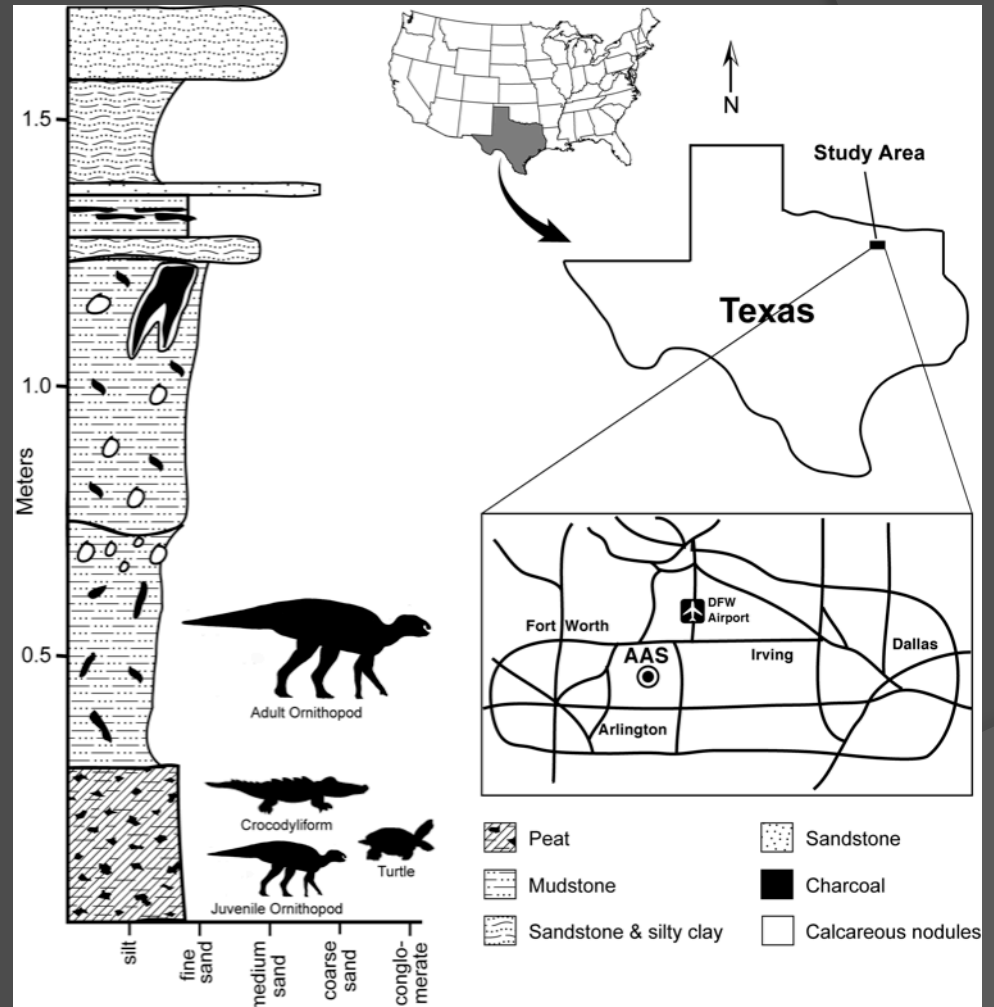 1.5
1.0
0.5
Meters
Adult Ornithopod
Crocodyliform
Turtle
Juvenile Ornithopod
silt
fine
sand
medium
sand
coarse
sand
conglo-
merate
N
Study Area
Texas
DFW
Airport
Fort Worth
AAS
Irving
Dallas
Arlington
Peat
Mudstone
Sandstone & silty clay
Sandstone
Charcoal
Calcareous nodules